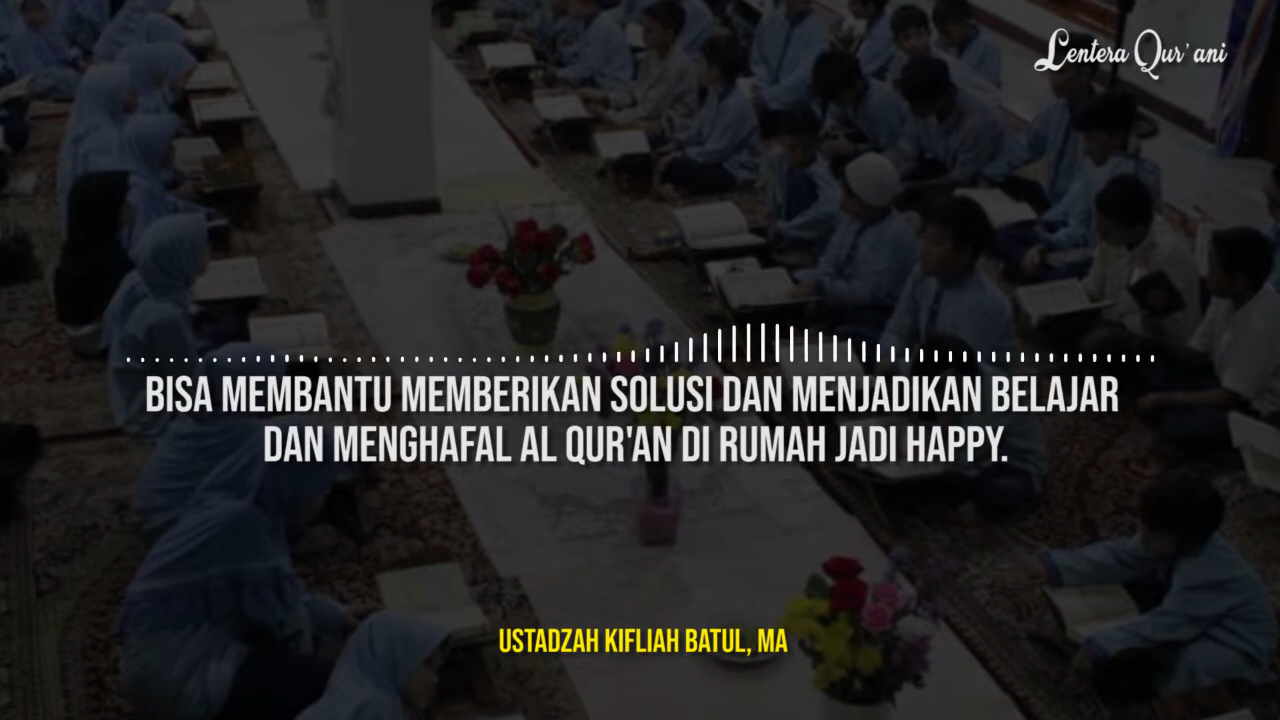 Lentera Qur'ani
BISA MEMBANTU MEMBERIKAN SOLUSI DAN MENJADIKAN BELAJAR
DAN MENGHAFAL AL QUR'AN DI RUMAH JADI HAPPY.
USTADZAH KIFLIAH BATUL, MA